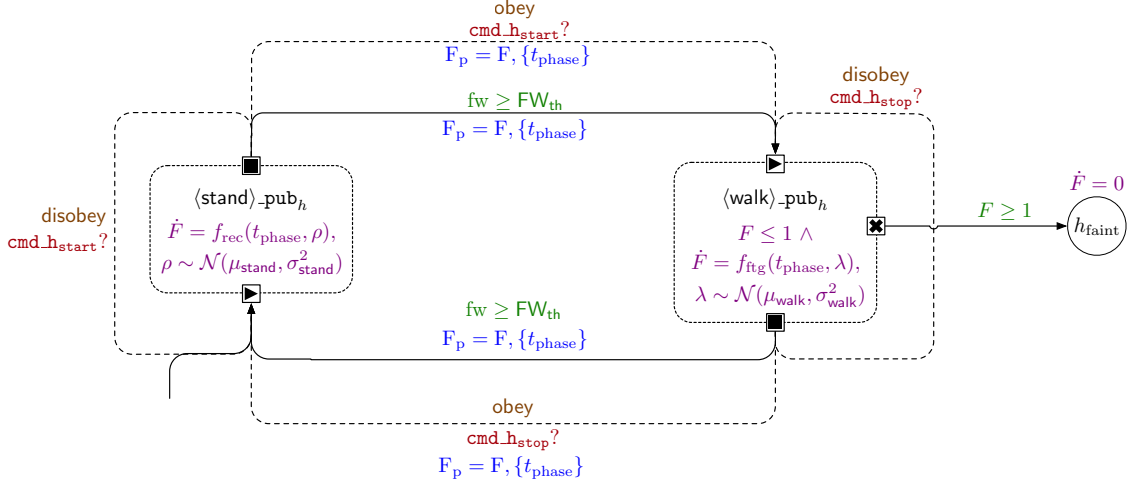 obey
cmd_h_start?
F_p = F, {t_phase}
disobey
cmd_h_stop?
fw ≥ FW_th
F_p = F, {t_phase}
⟨stand⟩_pub_h
Ḟ = f_rec(t_phase, ρ),
ρ ∼ 𝒩(μ_stand, σ²_stand)
disobey
cmd_h_start?
⟨walk⟩_pub_h
F ≤ 1 ∧
Ḟ = f_ftg(t_phase, λ),
λ ∼ 𝒩(μ_walk, σ²_walk)
Ḟ = 0
F ≥ 1
h_faint
fw ≥ FW_th
F_p = F, {t_phase}
obey
cmd_h_stop?
F_p = F, {t_phase}